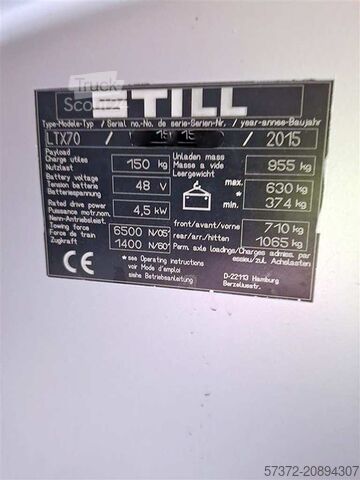 Truck
Scout24
STILL
Type-Modele-Typ / Serial no.-No. de serie-Serien-Nr. / year-annee-Baujahr
LTX70 / / 2015
Payload
Charge utiles 150 kg
Nutzlast
Unladen mass
Masse a vide 955 kg
Leergewicht
Battery voltage
Tension batterie 48 V
Batteriespannung
max. * 630 kg
min. * 374 kg
Rated drive power
Puissance mot.nom. 4,5 kW
Nenn-Antriebsleist.
front/avant/vorne 710 kg
rear/arr./hitten 1065 kg
Towing force 6500 N/05'
Force de train
Zugkraft 1400 N/60'
Perm. axle loadings/Charges admiss. par
essieu/zul. Achslasten
CE
*see Operating instructions
voir Mode d'emploi
siehe Betriebsanleitung
D-22113 Hamburg
Berzeliusstr.
57372-20894307